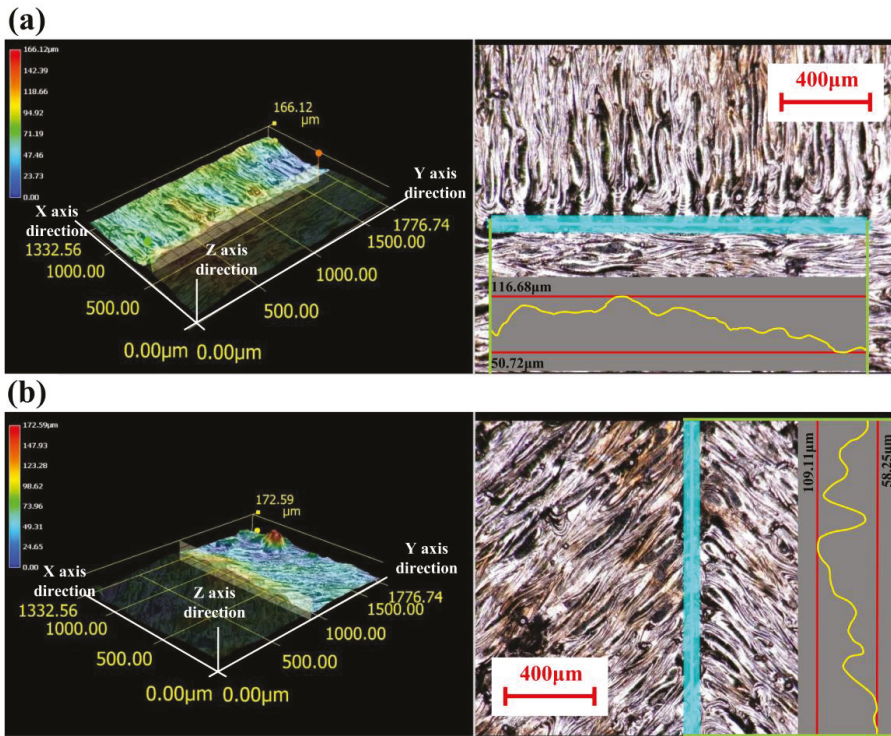 (a)
166.12μm
142.39
118.66
94.92
71.19
47.46
23.73
0.00
166.12
μm
X axis
direction
1332.56
1000.00
500.00
0.00μm
Z axis
direction
Y axis
direction
1776.74
1500.00
1000.00
500.00
0.00μm
400μm
116.68μm
50.72μm
(b)
172.59μm
147.93
123.28
98.62
73.96
49.31
24.65
0.00
172.59
μm
X axis
direction
1332.56
1000.00
500.00
0.00μm
Z axis
direction
Y axis
direction
1776.74
1500.00
1000.00
500.00
0.00μm
400μm
109.11μm
58.25μm